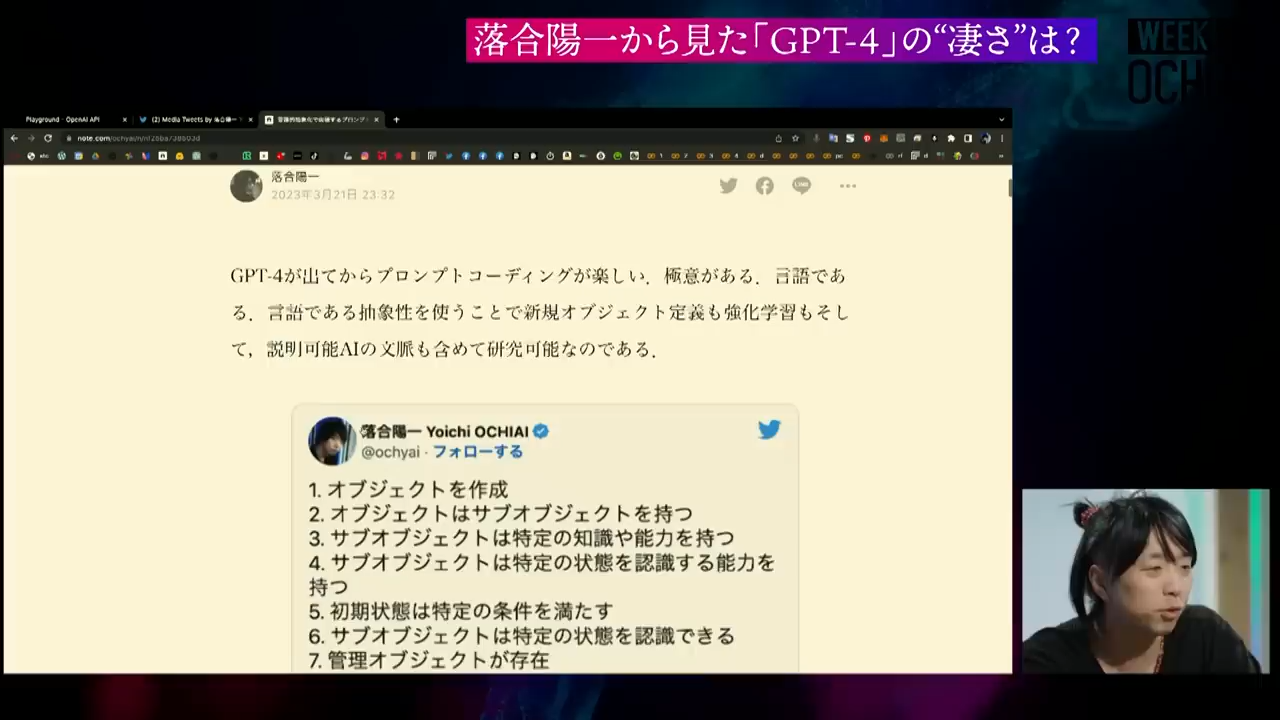 落合陽一から見た「GPT-4」の“凄さ”は？
WEEK
OCHI
Playground - OpenAI API
(2) Media Tweets by 落合陽一
note.com/ochyai/n/
落合陽一
2023年3月21日 23:32
LINE
GPT-4が出てからプロンプトコーディングが楽しい．極意がある．言語であ
る．言語である抽象性を使うことで新規オブジェクト定義も強化学習もそし
て，説明可能AIの文脈も含めて研究可能なのである．
落合陽一 Yoichi OCHIAI
@ochyai · フォローする
1. オブジェクトを作成
2. オブジェクトはサブオブジェクトを持つ
3. サブオブジェクトは特定の知識や能力を持つ
4. サブオブジェクトは特定の状態を認識する能力を
持つ
5. 初期状態は特定の条件を満たす
6. サブオブジェクトは特定の状態を認識できる
7. 管理オブジェクトが存在